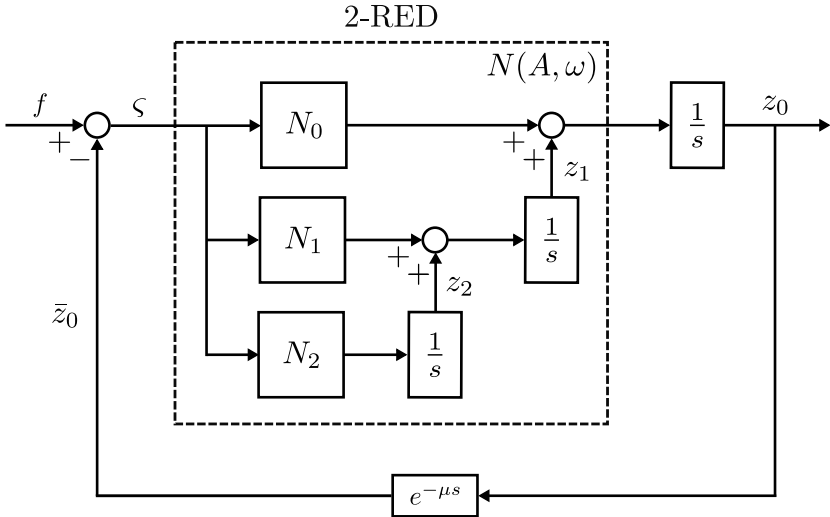 2-RED
N(A, ω)
f
+
−
ς
N₀
+
+
1/s
z₀
z₁
N₁
+
+
1/s
z₂
z̄₀
N₂
1/s
e^{−μs}